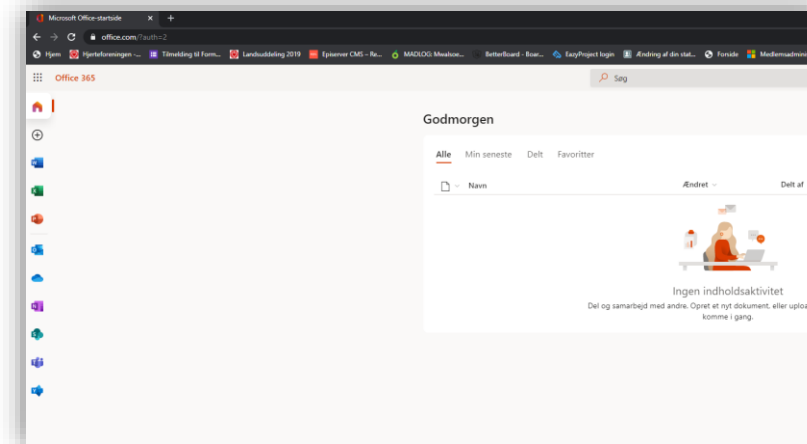 Microsoft Office-startside
office.com/?auth=2
Hjem Hjerteforeningen -... Tilmelding til Form... Landsuddeling 2019 Episerver CMS - Re... MADLOG: Mealsoe... BetterBoard - Boar... EazyProject login Ændring af din stat... Forside Medlemsadmini
Office 365
Søg
Godmorgen
Alle Min seneste Delt Favoritter
Navn Ændret Delt af
Ingen indholdsaktivitet
Del og samarbejd med andre. Opret et nyt dokument, eller uploa
komme i gang.